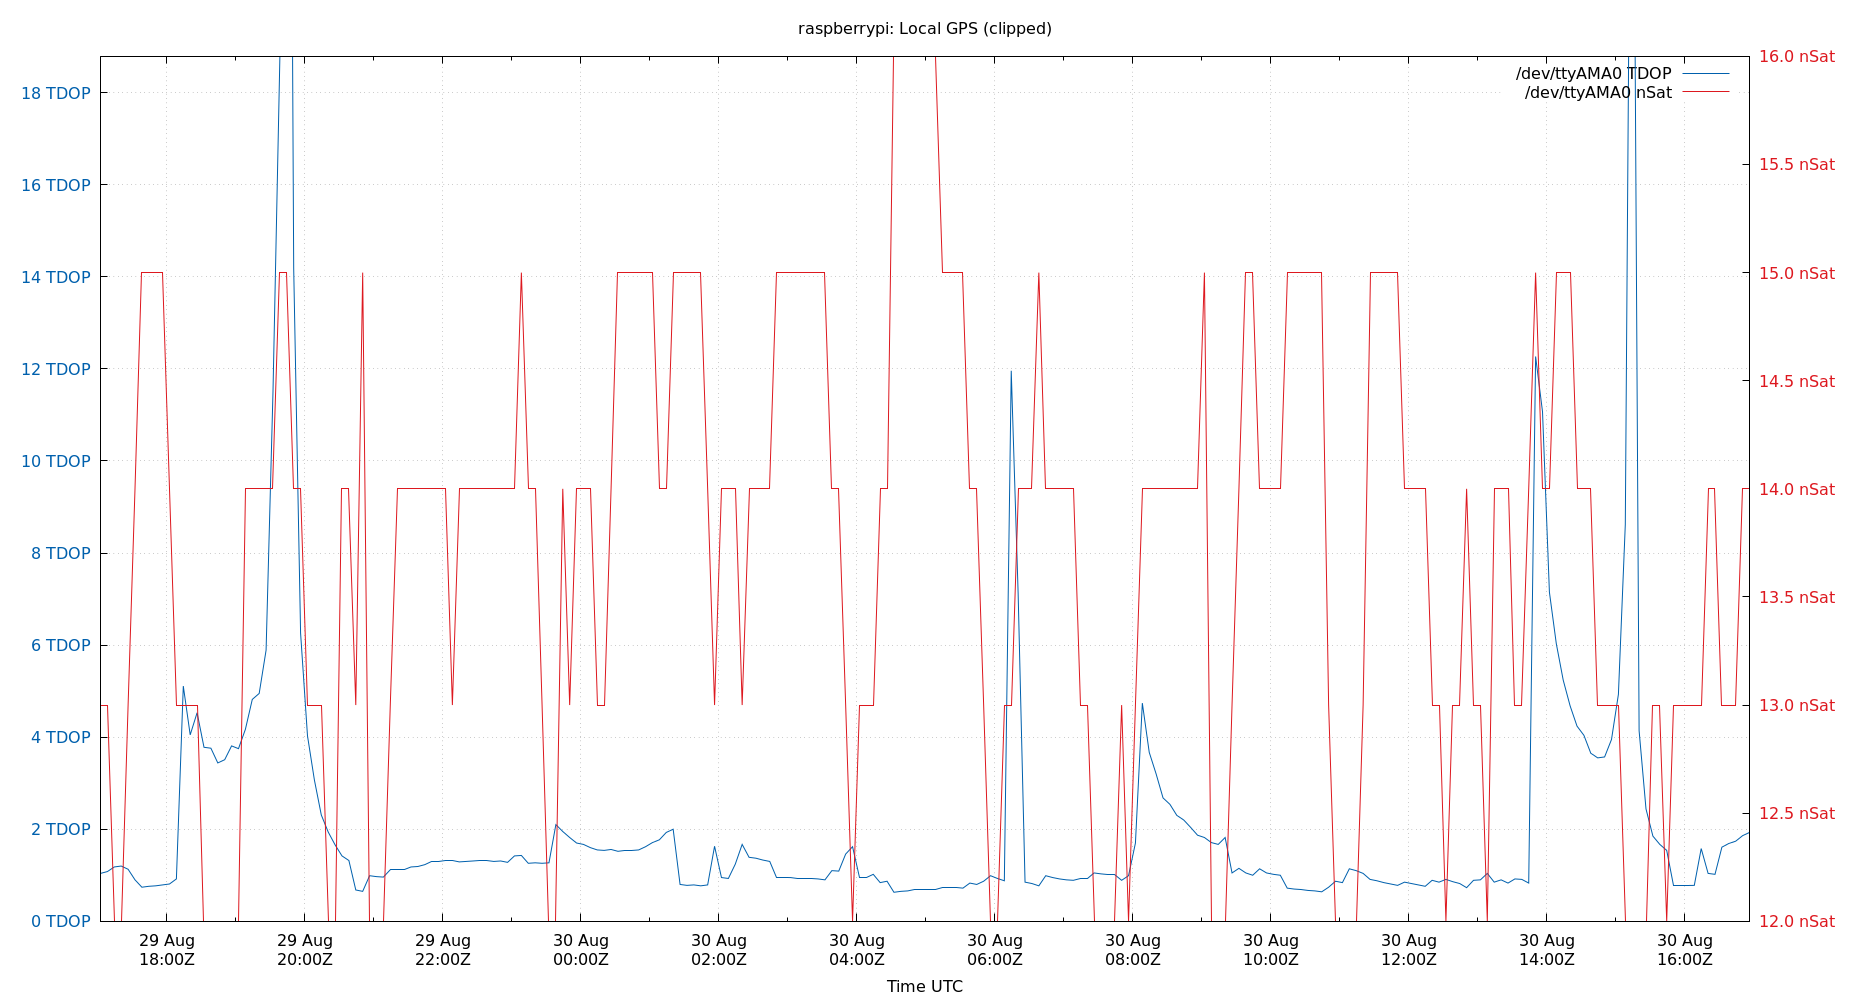 raspberrypi: Local GPS (clipped)
/dev/ttyAMA0 TDOP
/dev/ttyAMA0 nSat
18 TDOP
16 TDOP
14 TDOP
12 TDOP
10 TDOP
8 TDOP
6 TDOP
4 TDOP
2 TDOP
0 TDOP
16.0 nSat
15.5 nSat
15.0 nSat
14.5 nSat
14.0 nSat
13.5 nSat
13.0 nSat
12.5 nSat
12.0 nSat
29 Aug
18:00Z
29 Aug
20:00Z
29 Aug
22:00Z
30 Aug
00:00Z
30 Aug
02:00Z
30 Aug
04:00Z
30 Aug
06:00Z
30 Aug
08:00Z
30 Aug
10:00Z
30 Aug
12:00Z
30 Aug
14:00Z
30 Aug
16:00Z
Time UTC